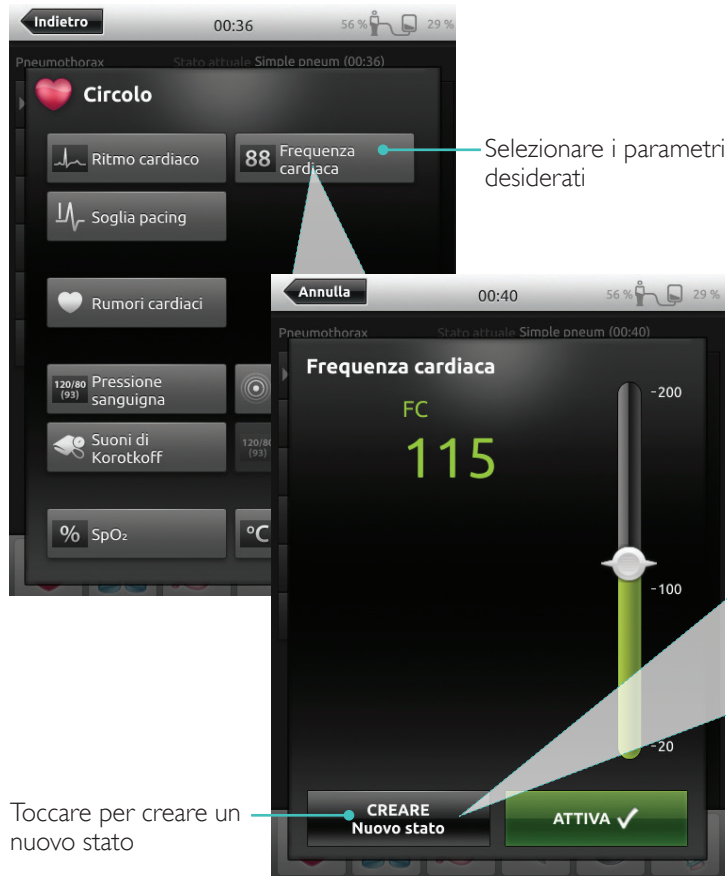 Indietro
00:36
56 %
29 %
Pneumothorax
Stato attuale Simple pneum (00:36)
Circolo
Ritmo cardiaco
88 Frequenza
cardiaca
Selezionare i parametri
desiderati
Soglia pacing
Rumori cardiaci
120/80
(93)
Pressione
sanguigna
Suoni di
Korotkoff
120/80
(93)
% SpO₂
°C
Annulla
00:40
56 %
29 %
Pneumothorax
Stato attuale Simple pneum (00:40)
Frequenza cardiaca
FC
115
-200
-100
-20
CREARE
Nuovo stato
ATTIVA
Toccare per creare un
nuovo stato